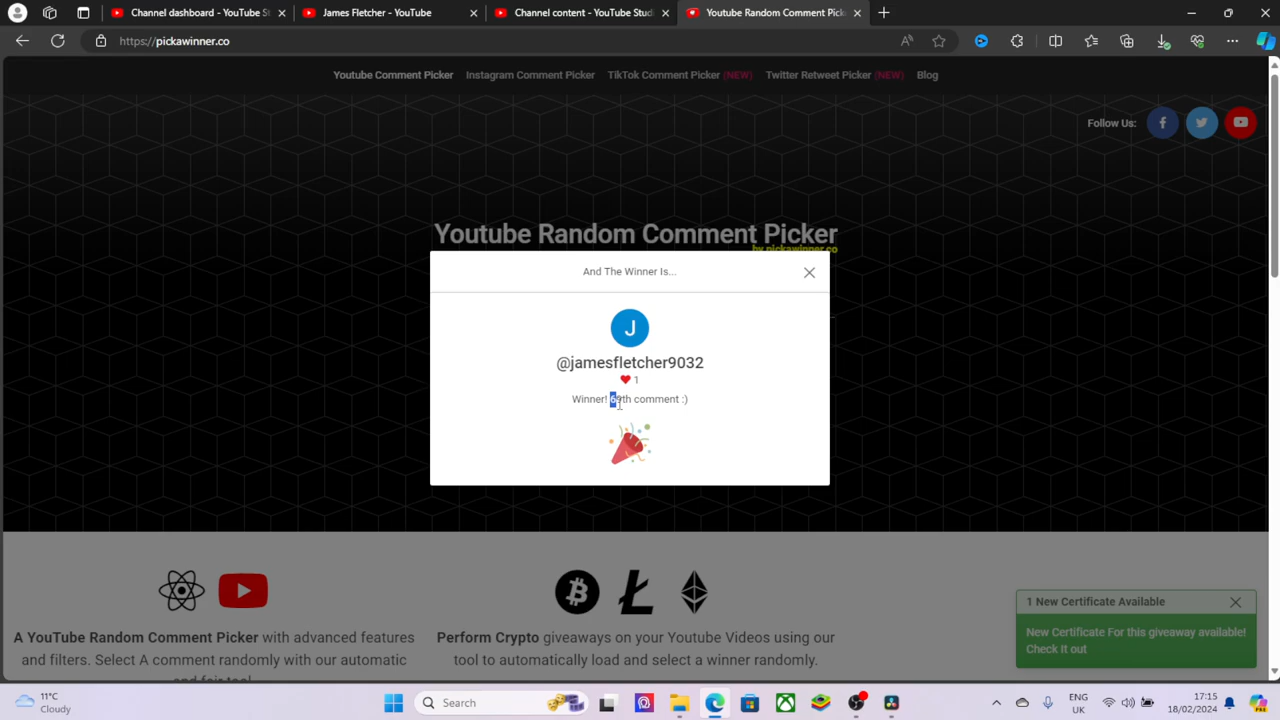 Channel dashboard - YouTube St
James Fletcher - YouTube
Channel content - YouTube Studi
Youtube Random Comment Pick
https://pickawinner.co
Youtube Comment Picker Instagram Comment Picker TikTok Comment Picker (NEW) Twitter Retweet Picker (NEW) Blog
Follow Us:
Youtube Random Comment Picker
by pickawinner.co
And The Winner Is...
J
@jamesfletcher9032
1
Winner! 69th comment :)
A YouTube Random Comment Picker with advanced features
and filters. Select A comment randomly with our automatic
and fair tool
Perform Crypto giveaways on your Youtube Videos using our
tool to automatically load and select a winner randomly.
1 New Certificate Available
New Certificate For this giveaway available!
Check It out
11°C
Cloudy
Search
ENG
UK
17:15
18/02/2024